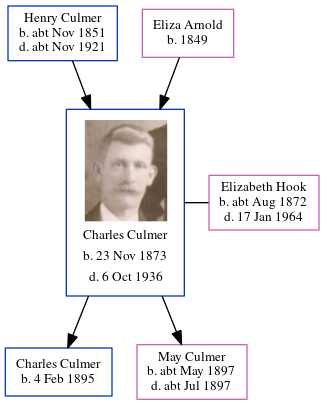 Henry Culmer
b. abt Nov 1851
d. abt Nov 1921
Eliza Arnold
b. 1849
Charles Culmer
b. 23 Nov 1873
d. 6 Oct 1936
Elizabeth Hook
b. abt Aug 1872
d. 17 Jan 1964
Charles Culmer
b. 4 Feb 1895
May Culmer
b. abt May 1897
d. abt Jul 1897